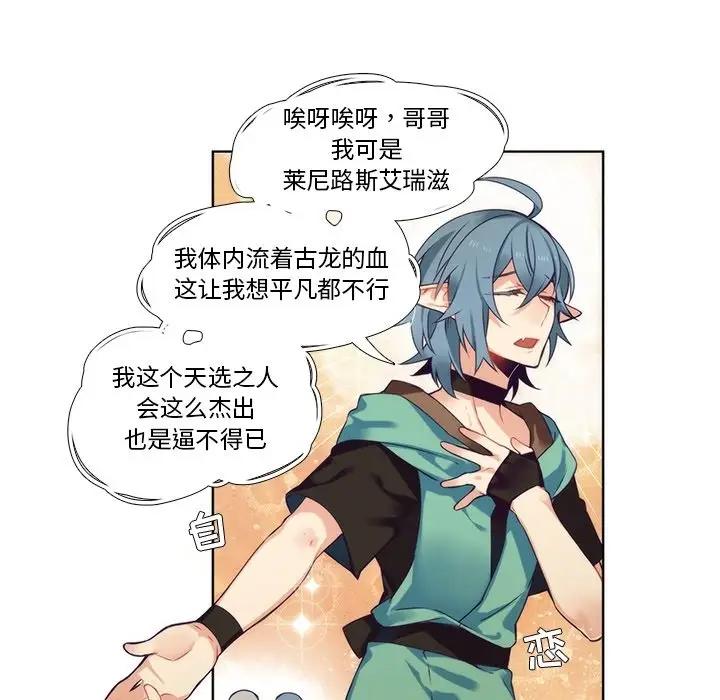 唉呀唉呀，哥哥
我可是
莱尼路斯艾瑞滋
我体内流着古龙的血
这让我想平凡都不行
我这个天选之人
会这么杰出
也是逼不得已
自
恋